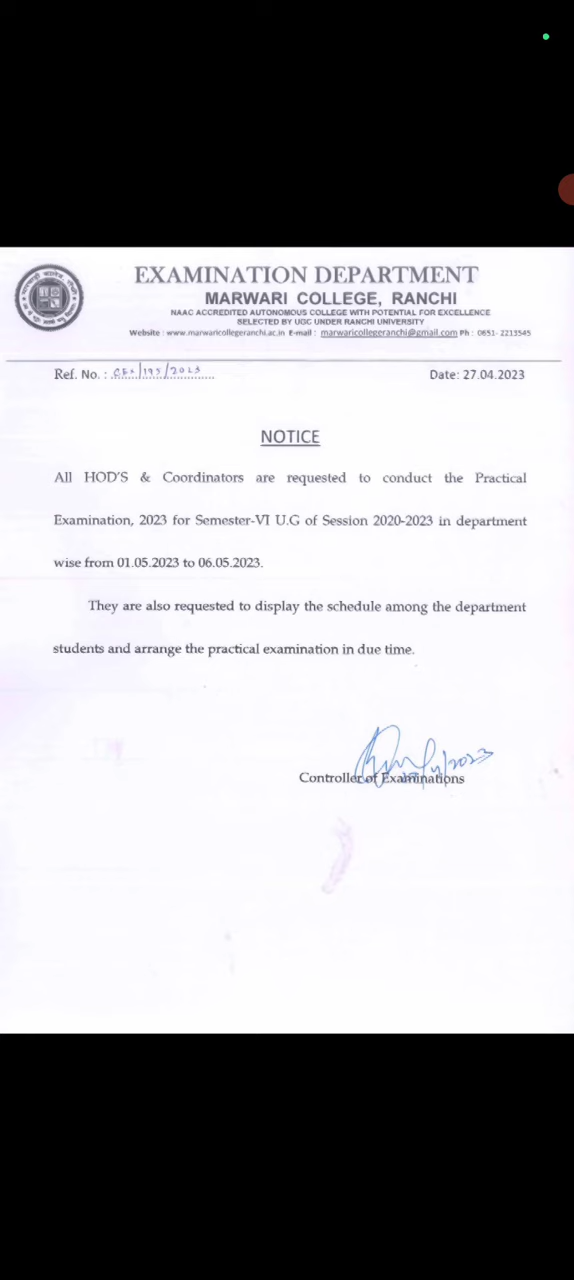 EXAMINATION DEPARTMENT
MARWARI COLLEGE, RANCHI
NAAC ACCREDITED AUTONOMOUS COLLEGE WITH POTENTIAL FOR EXCELLENCE
SELECTED BY UGC UNDER RANCHI UNIVERSITY
Website : www.marwaricollegeranchi.ac.in E-mail : marwaricollegeranchi@gmail.com Ph : 0651- 2213545
Ref. No. : /195/2023
Date: 27.04.2023
NOTICE
All HOD'S & Coordinators are requested to conduct the Practical
Examination, 2023 for Semester-VI U.G of Session 2020-2023 in department
wise from 01.05.2023 to 06.05.2023.
They are also requested to display the schedule among the department
students and arrange the practical examination in due time.
Controller of Examinations